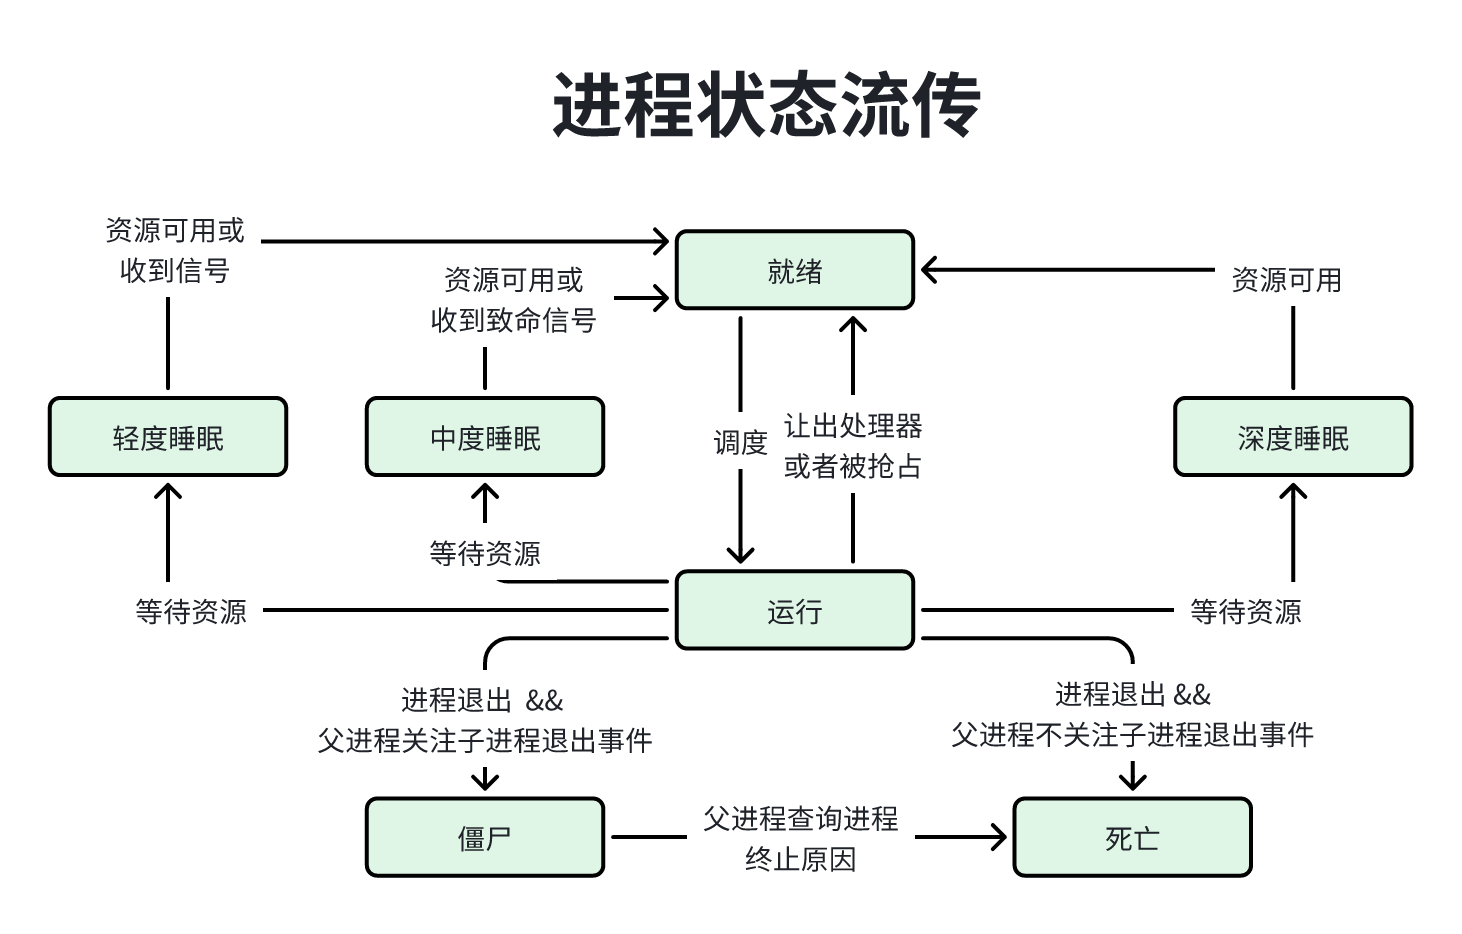 进程状态流传
资源可用或
收到信号
资源可用或
收到致命信号
就绪
资源可用
轻度睡眠
中度睡眠
调度
让出处理器
或者被抢占
深度睡眠
等待资源
等待资源
运行
等待资源
进程退出 &&
父进程关注子进程退出事件
进程退出 &&
父进程不关注子进程退出事件
僵尸
父进程查询进程
终止原因
死亡